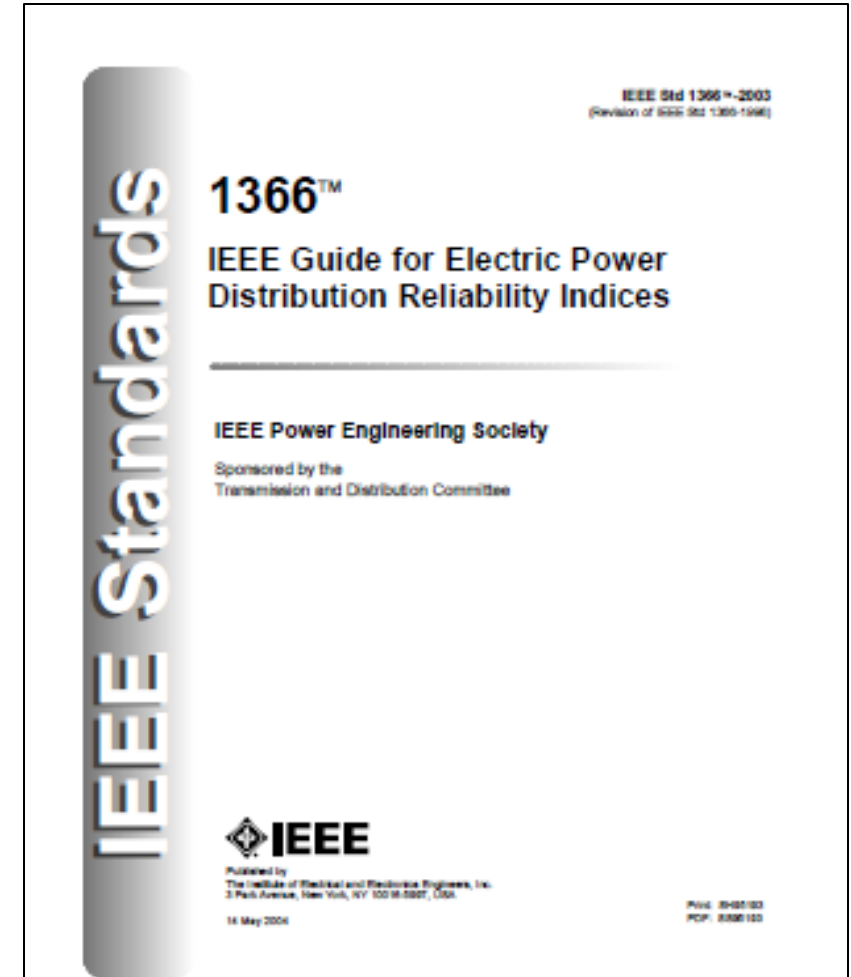 IEEE Std 1366™-2003
(Revision of IEEE Std 1366-1998)
IEEE Standards
1366™
IEEE Guide for Electric Power
Distribution Reliability Indices
IEEE Power Engineering Society
Sponsored by the
Transmission and Distribution Committee
IEEE
Published by
The Institute of Electrical and Electronics Engineers, Inc.
3 Park Avenue, New York, NY 10016-5997, USA
14 May 2004
Print:
PDF: